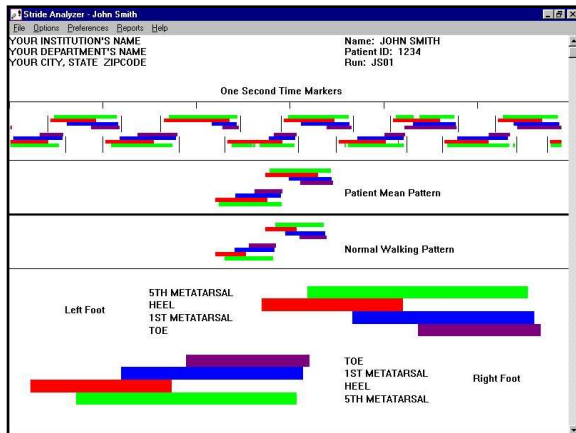 Stride Analyzer - John Smith
File Options Preferences Reports Help
YOUR INSTITUTION'S NAME
YOUR DEPARTMENT'S NAME
YOUR CITY, STATE ZIPCODE
Name: JOHN SMITH
Patient ID: 1234
Run: JS01
One Second Time Markers
Patient Mean Pattern
Normal Walking Pattern
Left Foot
5TH METATARSAL
HEEL
1ST METATARSAL
TOE
TOE
1ST METATARSAL
HEEL
5TH METATARSAL
Right Foot